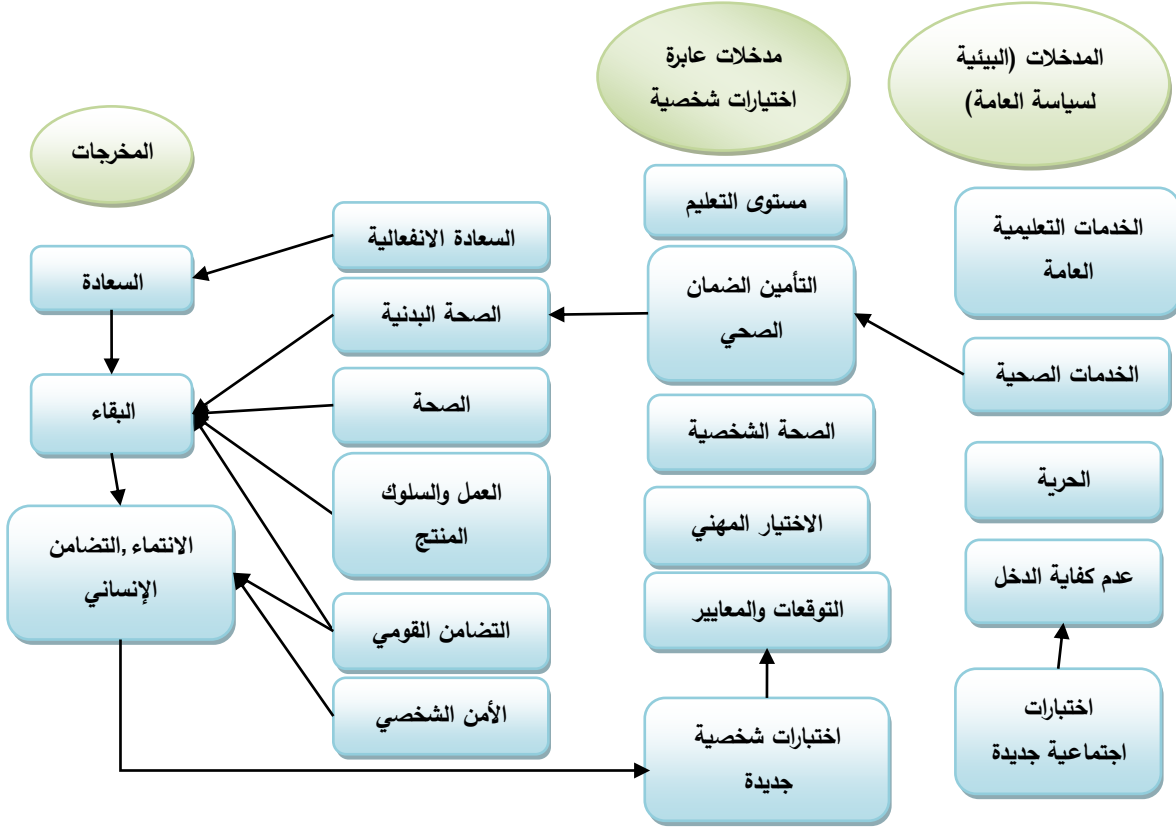 المدخلات (البيئية
لسياسة العامة)
الخدمات التعليمية
العامة
الخدمات الصحية
الحرية
عدم كفاية الدخل
اختبارات
اجتماعية جديدة
مدخلات عابرة
اختيارات شخصية
مستوى التعليم
التأمين الضمان
الصحي
الصحة الشخصية
الاختيار المهني
التوقعات والمعايير
اختبارات شخصية
جديدة
السعادة الانفعالية
الصحة البدنية
الصحة
العمل والسلوك
المنتج
التضامن القومي
الأمن الشخصي
المخرجات
السعادة
البقاء
الانتماء ,التضامن
الإنساني